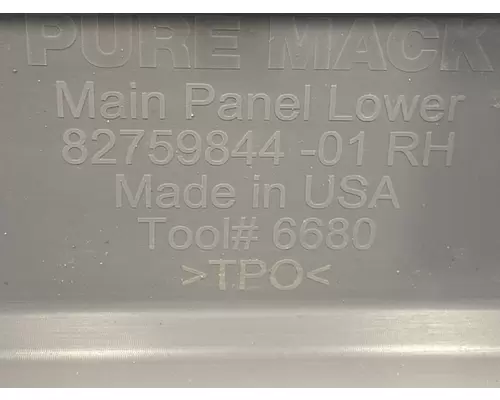 PURE MACK
Main Panel Lower
82759844 -01 RH
Made in USA
Tool# 6680
>TPO<